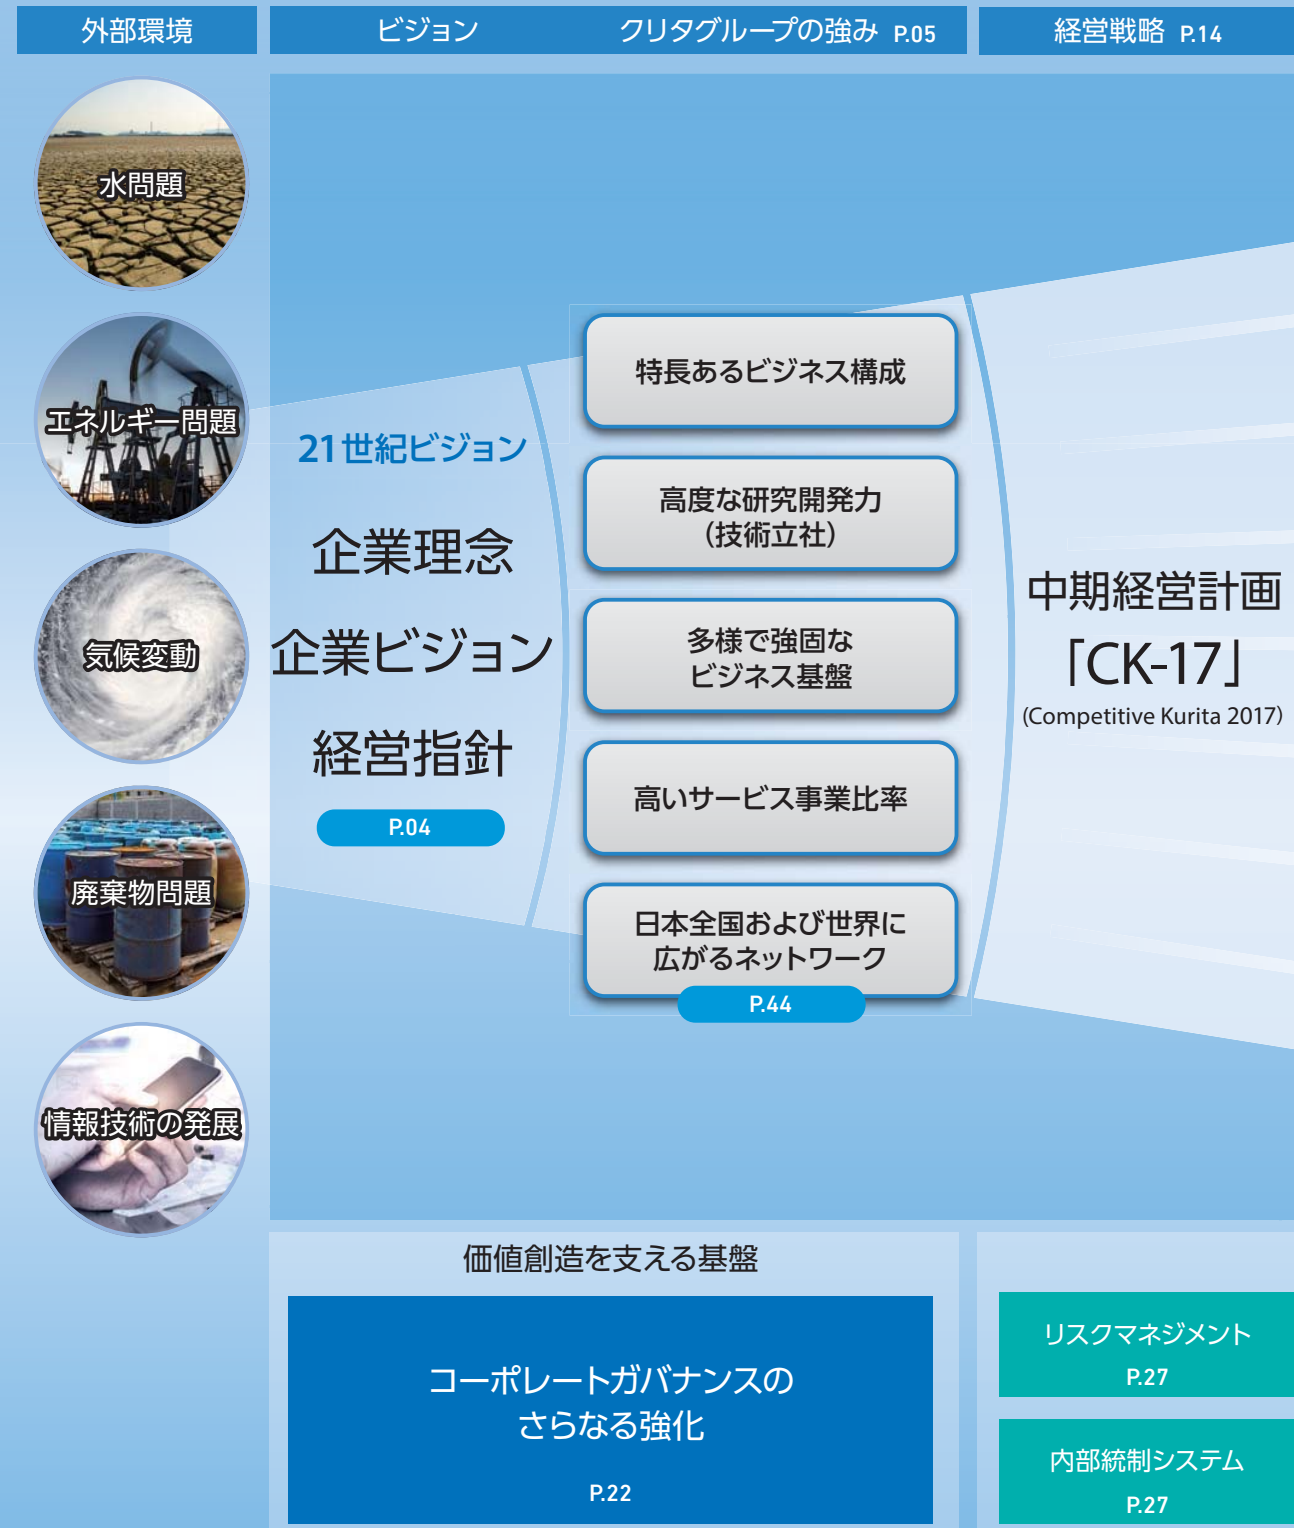 外部環境
ビジョン
クリタグループの強み P.05
経営戦略 P.14
水問題
エネルギー問題
気候変動
廃棄物問題
情報技術の発展
21世紀ビジョン
企業理念
企業ビジョン
経営指針
P.04
特長あるビジネス構成
高度な研究開発力
（技術立社）
多様で強固な
ビジネス基盤
高いサービス事業比率
日本全国および世界に
広がるネットワーク
P.44
中期経営計画
「CK-17」
(Competitive Kurita 2017)
価値創造を支える基盤
コーポレートガバナンスの
さらなる強化
P.22
リスクマネジメント
P.27
内部統制システム
P.27